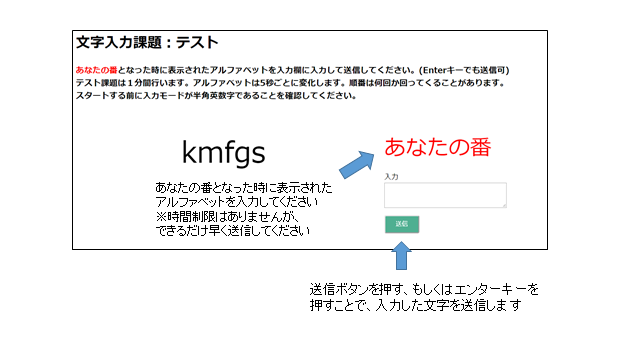 文字入力課題：テスト
あなたの番となった時に表示されたアルファベットを入力欄に入力して送信してください。(Enterキーでも送信可)
テスト課題は１分間行います。アルファベットは5秒ごとに変化します。順番は何回か回ってくることがあります。
スタートする前に入力モードが半角英数字であることを確認してください。
kmfgs
あなたの番
あなたの番となった時に表示された
アルファベットを入力してください
※時間制限はありませんが、
できるだけ早く送信してください
入力
送信
送信ボタンを押す、もしくはエンターキーを
押すことで、入力した文字を送信します